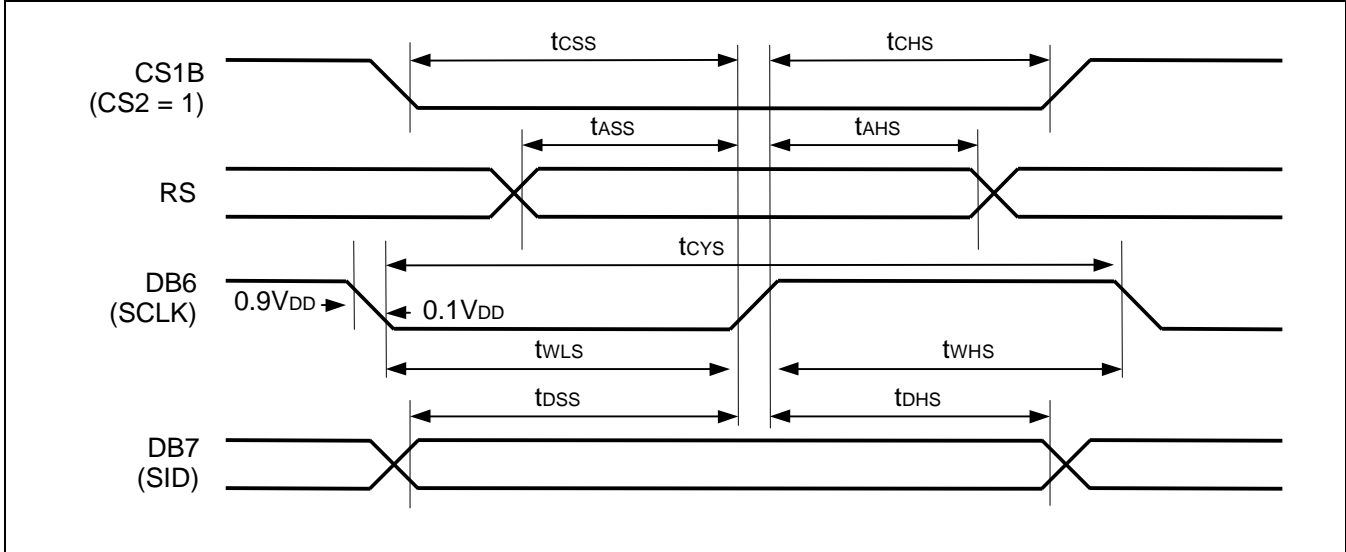 tCSS tCHS
CS1B
(CS2 = 1)
tASS tAHS
RS
tCYS
DB6
(SCLK)
0.9VDD
0.1VDD
tWLS tWHS
tDSS tDHS
DB7
(SID)